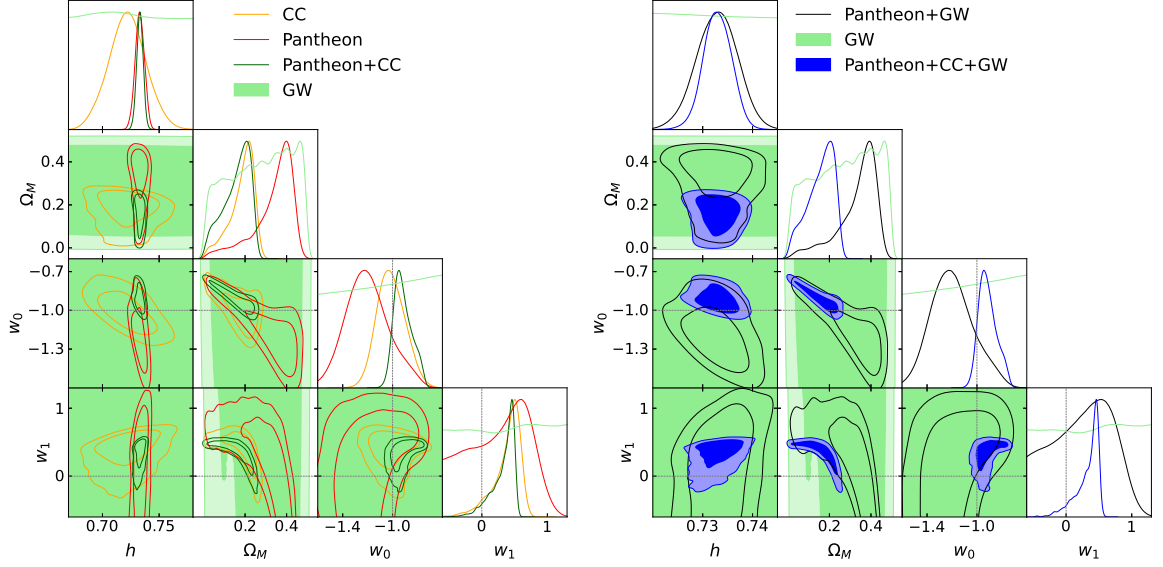 CC
Pantheon
Pantheon+CC
GW
0.4
0.2
0.0
Ω_M
−0.7
−1.0
−1.3
w_0
1
0
w_1
0.70 0.75
h
0.2 0.4
Ω_M
−1.4 −1.0
w_0
0 1
w_1
Pantheon+GW
GW
Pantheon+CC+GW
0.4
0.2
0.0
Ω_M
−0.7
−1.0
−1.3
w_0
1
0
w_1
0.73 0.74
h
0.2 0.4
Ω_M
−1.4 −1.0
w_0
0 1
w_1